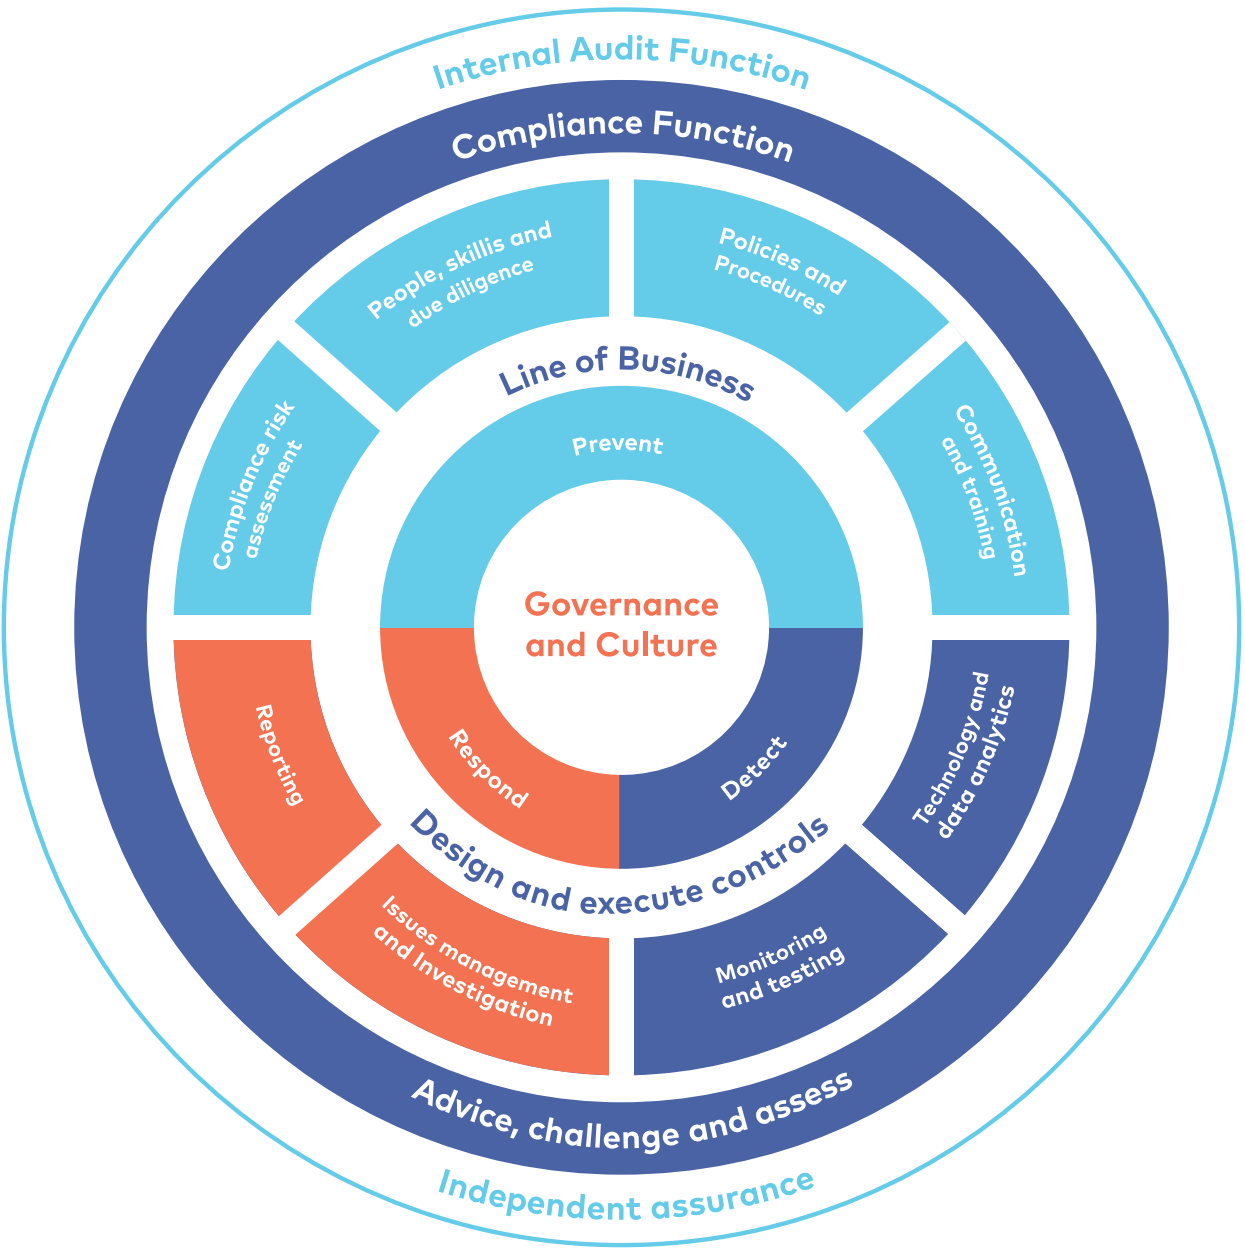 Internal Audit Function
Compliance Function
People, skillis and
due diligence
Policies and
Procedures
Compliance risk
assessment
Communication
and training
Line of Business
Prevent
Governance
and Culture
Respond
Detect
Reporting
Technology and
data analytics
Design and execute controls
Issues management
and Investigation
Monitoring
and testing
Advice, challenge and assess
Independent assurance